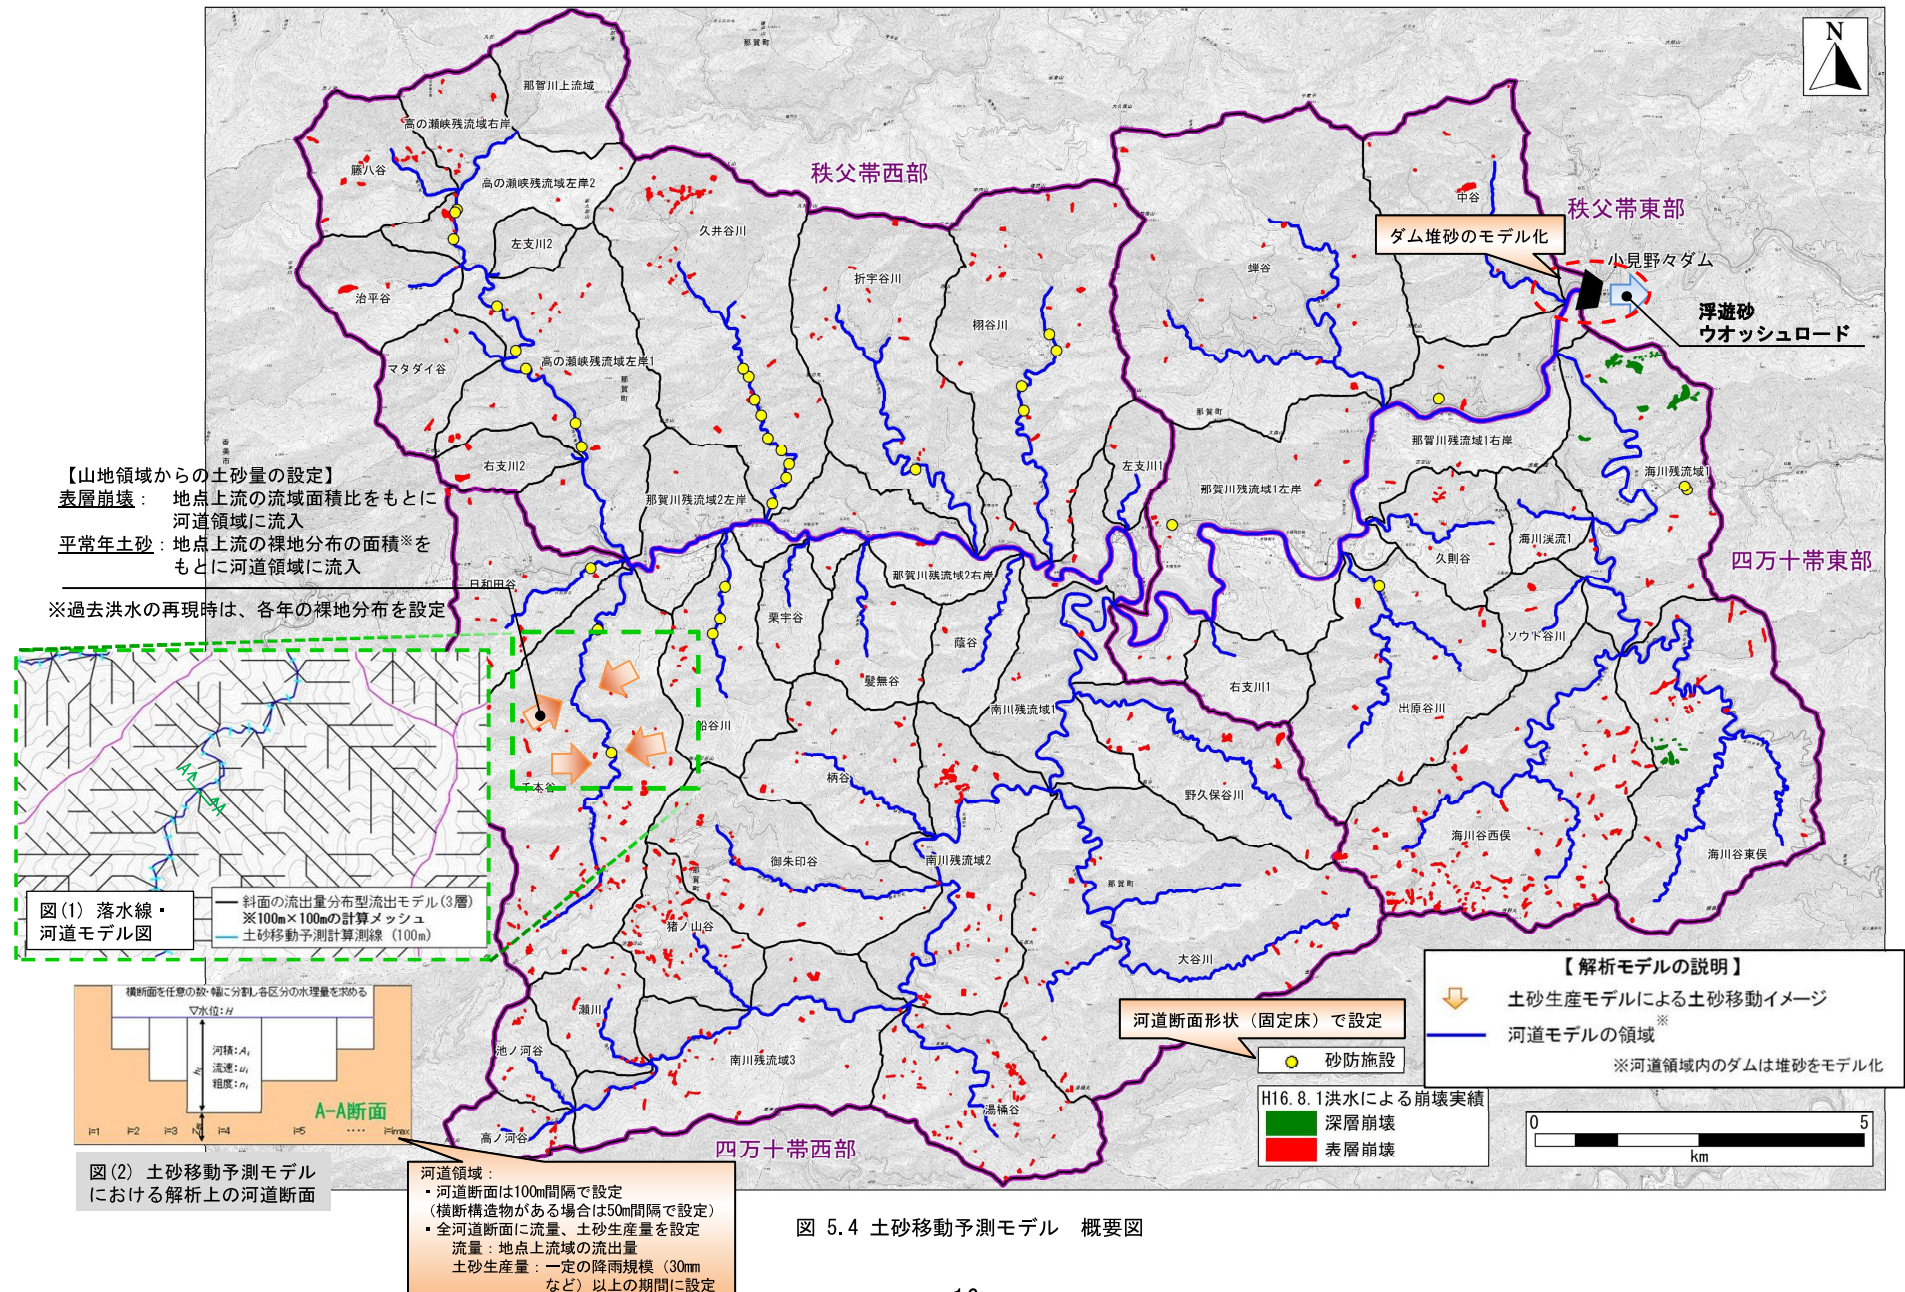 那賀町
N
那賀川上流域
高の瀬峡残流域右岸
藤八谷
高の瀬峡残流域左岸2
秩父帯西部
中谷
秩父帯東部
久井谷川
左支川2
ダム堆砂のモデル化
小見野々ダム
折宇谷川
蝉谷
治平谷
浮遊砂
ウオッシュロード
栩谷川
高の瀬峡残流域左岸1
マタダイ谷
那賀町
那賀町
那賀川残流域1右岸
右支川2
左支川1
海川残流域1
那賀川残流域2左岸
那賀川残流域1左岸
【山地領域からの土砂量の設定】
表層崩壊： 地点上流の流域面積比をもとに
河道領域に流入
平常年土砂：地点上流の裸地分布の面積※を
もとに河道領域に流入
※過去洪水の再現時は、各年の裸地分布を設定
海川渓流1
久則谷
四万十帯東部
日和田谷
那賀川残流域2右岸
栗宇谷
蔭谷
ソウド谷川
髪無谷
右支川1
南川残流域1
出原谷川
船谷川
柄谷
千本谷
野久保谷川
海川谷西俣
海川谷東俣
御朱印谷
南川残流域2
那賀町
那賀町
猪ノ山谷
大谷川
A
A
図(1) 落水線・
河道モデル図
斜面の流出量分布型流出モデル(3層)
※100m×100mの計算メッシュ
土砂移動予測計算測線（100m）
横断面を任意の数・幅に分割し各区分の水理量を求める
▽水位：H
河積：Ai
流速：ui
粗度：ni
hi
A-A断面
i=1 i=2 i=3 i=4 i=5 ‥‥ i=imax
図(2) 土砂移動予測モデル
における解析上の河道断面
瀬川
池ノ河谷
高ノ河谷
南川残流域3
湯桶谷
四万十帯西部
河道断面形状（固定床）で設定
砂防施設
H16.8.1洪水による崩壊実績
深層崩壊
表層崩壊
【 解析モデルの説明 】
土砂生産モデルによる土砂移動イメージ
河道モデルの領域※
※河道領域内のダムは堆砂をモデル化
0 5
km
河道領域：
・河道断面は100m間隔で設定
（横断構造物がある場合は50m間隔で設定）
・全河道断面に流量、土砂生産量を設定
流量：地点上流域の流出量
土砂生産量：一定の降雨規模（30mm
など）以上の期間に設定
図 5.4 土砂移動予測モデル 概要図